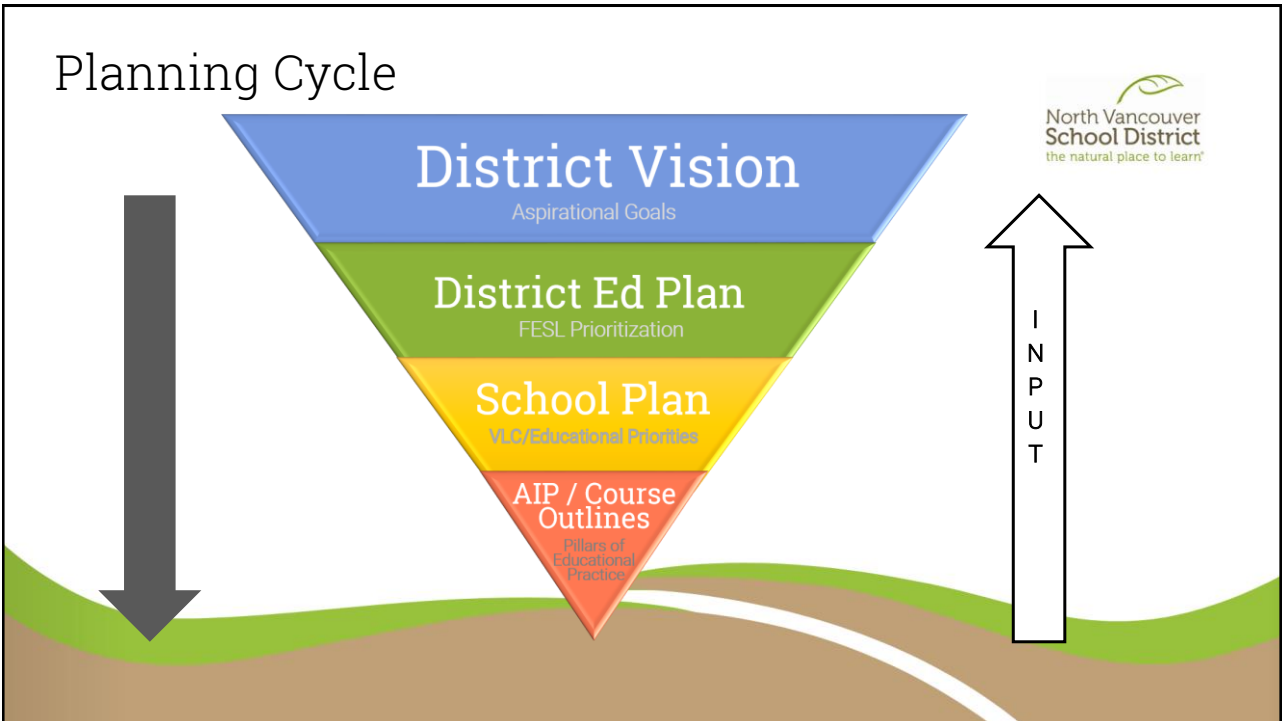 Planning Cycle
North Vancouver
School District
the natural place to learn®
District Vision
Aspirational Goals
District Ed Plan
FESL Prioritization
School Plan
VLC/Educational Priorities
AIP / Course
Outlines
Pillars of
Educational
Practice
I
N
P
U
T